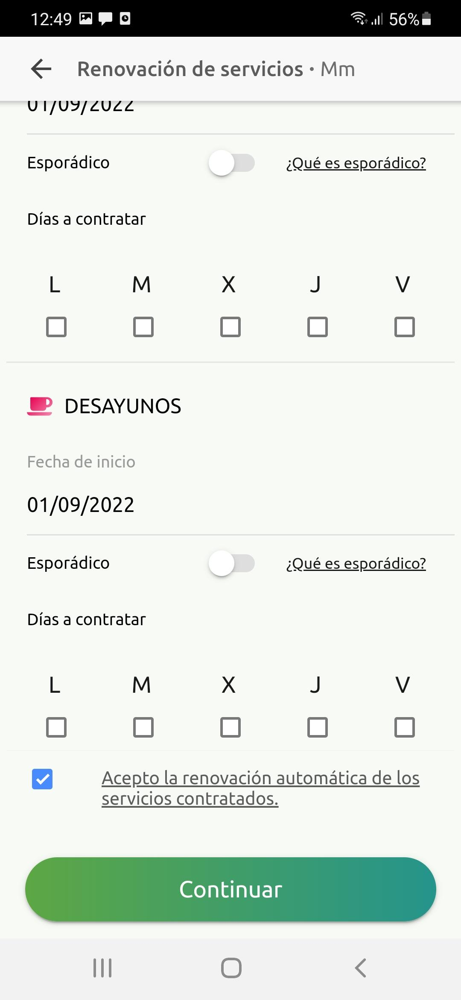 12:49 56%
Renovación de servicios • Mm
01/09/2022
Esporádico ¿Qué es esporádico?
Días a contratar
L M X J V
DESAYUNOS
Fecha de inicio
01/09/2022
Esporádico ¿Qué es esporádico?
Días a contratar
L M X J V
Acepto la renovación automática de los
servicios contratados.
Continuar